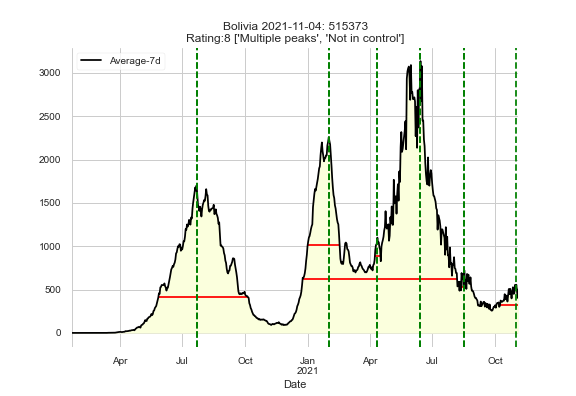 Bolivia 2021-11-04: 515373
Rating:8 ['Multiple peaks', 'Not in control']
Average-7d
3000
2500
2000
1500
1000
500
0
Apr Jul Oct Jan Apr Jul Oct
2021
Date